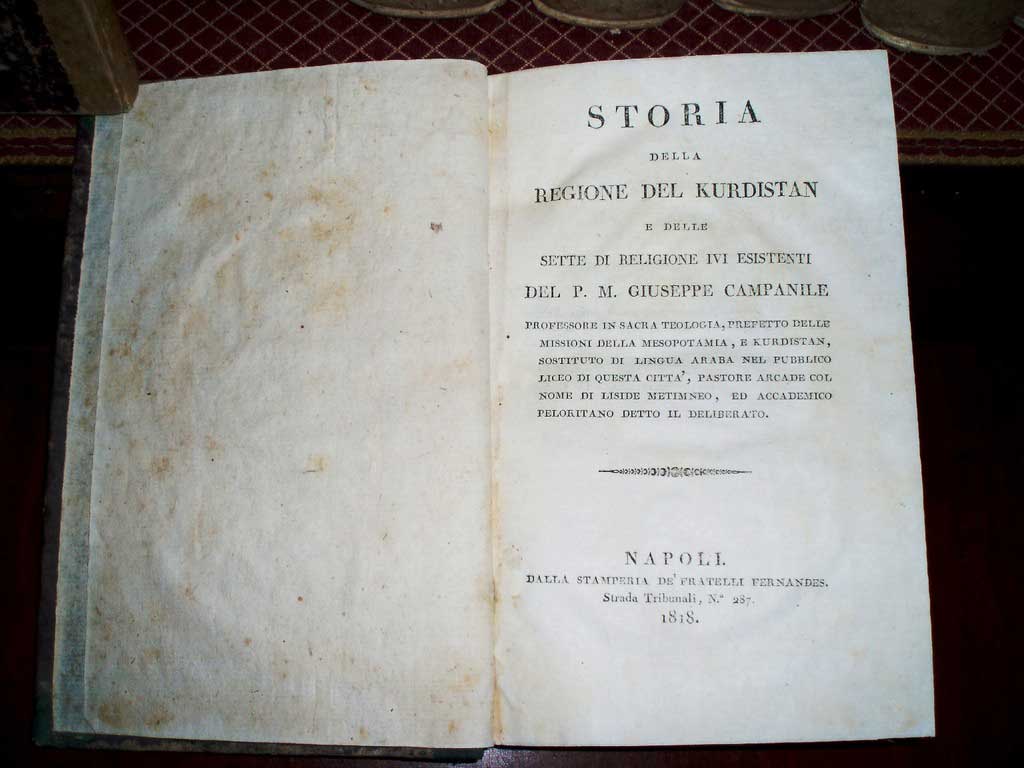 STORIA
DELLA
REGIONE DEL KURDISTAN
E DELLE
SETTE DI RELIGIONE IVI ESISTENTI
DEL P. M. GIUSEPPE CAMPANILE
PROFESSORE IN SACRA TEOLOGIA, PREFETTO DELLE
MISSIONI DELLA MESOPOTAMIA, E KURDISTAN,
SOSTITUTO DI LINGUA ARABA NEL PUBBLICO
LICEO DI QUESTA CITTA', PASTORE ARCADE COL
NOME DI LISIDE METIMNEO, ED ACCADEMICO
PELORITANO DETTO IL DELIBERATO.
NAPOLI.
DALLA STAMPERIA DE' FRATELLI FERNANDES.
Strada Tribunali, N.° 287.
1818.